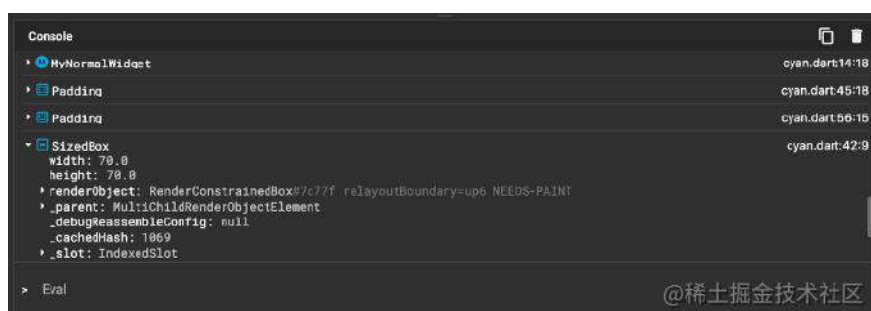 Console
MyNormalWidget cyan.dart:14:18
Padding cyan.dart:45:18
Padding cyan.dart:56:15
SizedBox cyan.dart:42:9
width: 70.0
height: 70.0
renderObject: RenderConstrainedBox#7c77f relayoutBoundary=up6 NEEDS-PAINT
_parent: MultiChildRenderObjectElement
_debugReassembleConfig: null
_cachedHash: 1069
_slot: IndexedSlot
> Eval
@稀土掘金技术社区